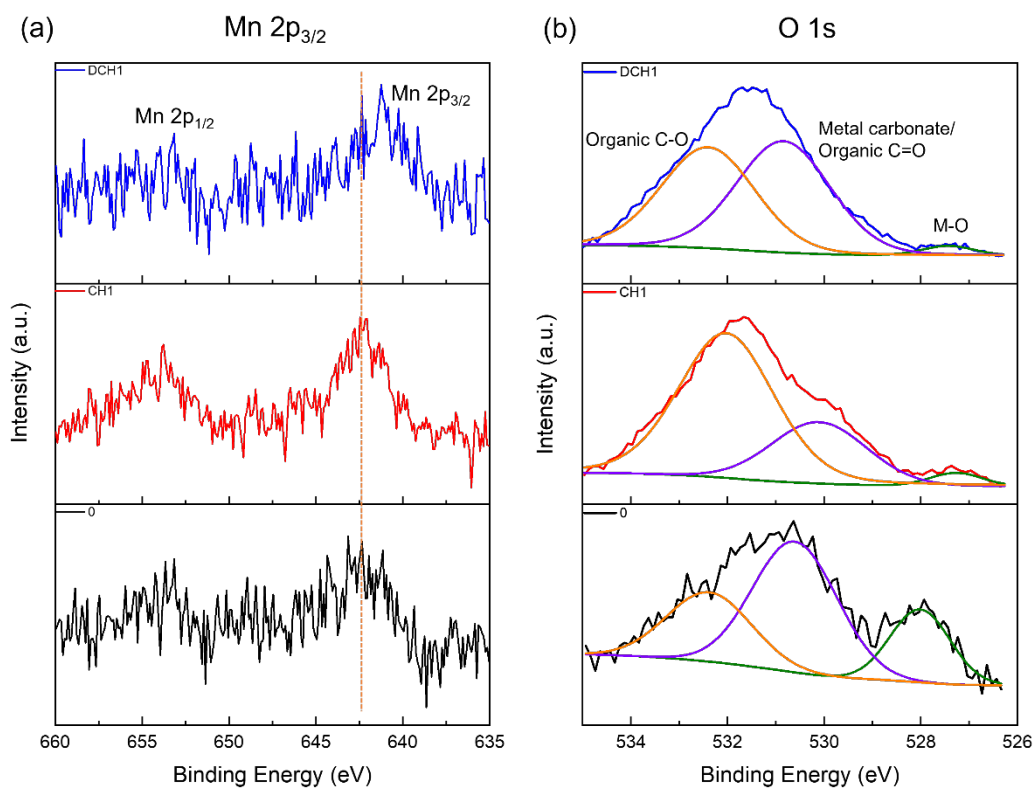 (a)
Mn 2p3/2
DCH1
Mn 2p1/2
Mn 2p3/2
CH1
0
Intensity (a.u.)
660 655 650 645 640 635
Binding Energy (eV)
(b)
O 1s
DCH1
Organic C-O
Metal carbonate/
Organic C=O
M-O
CH1
0
Intensity (a.u.)
534 532 530 528 526
Binding Energy (eV)